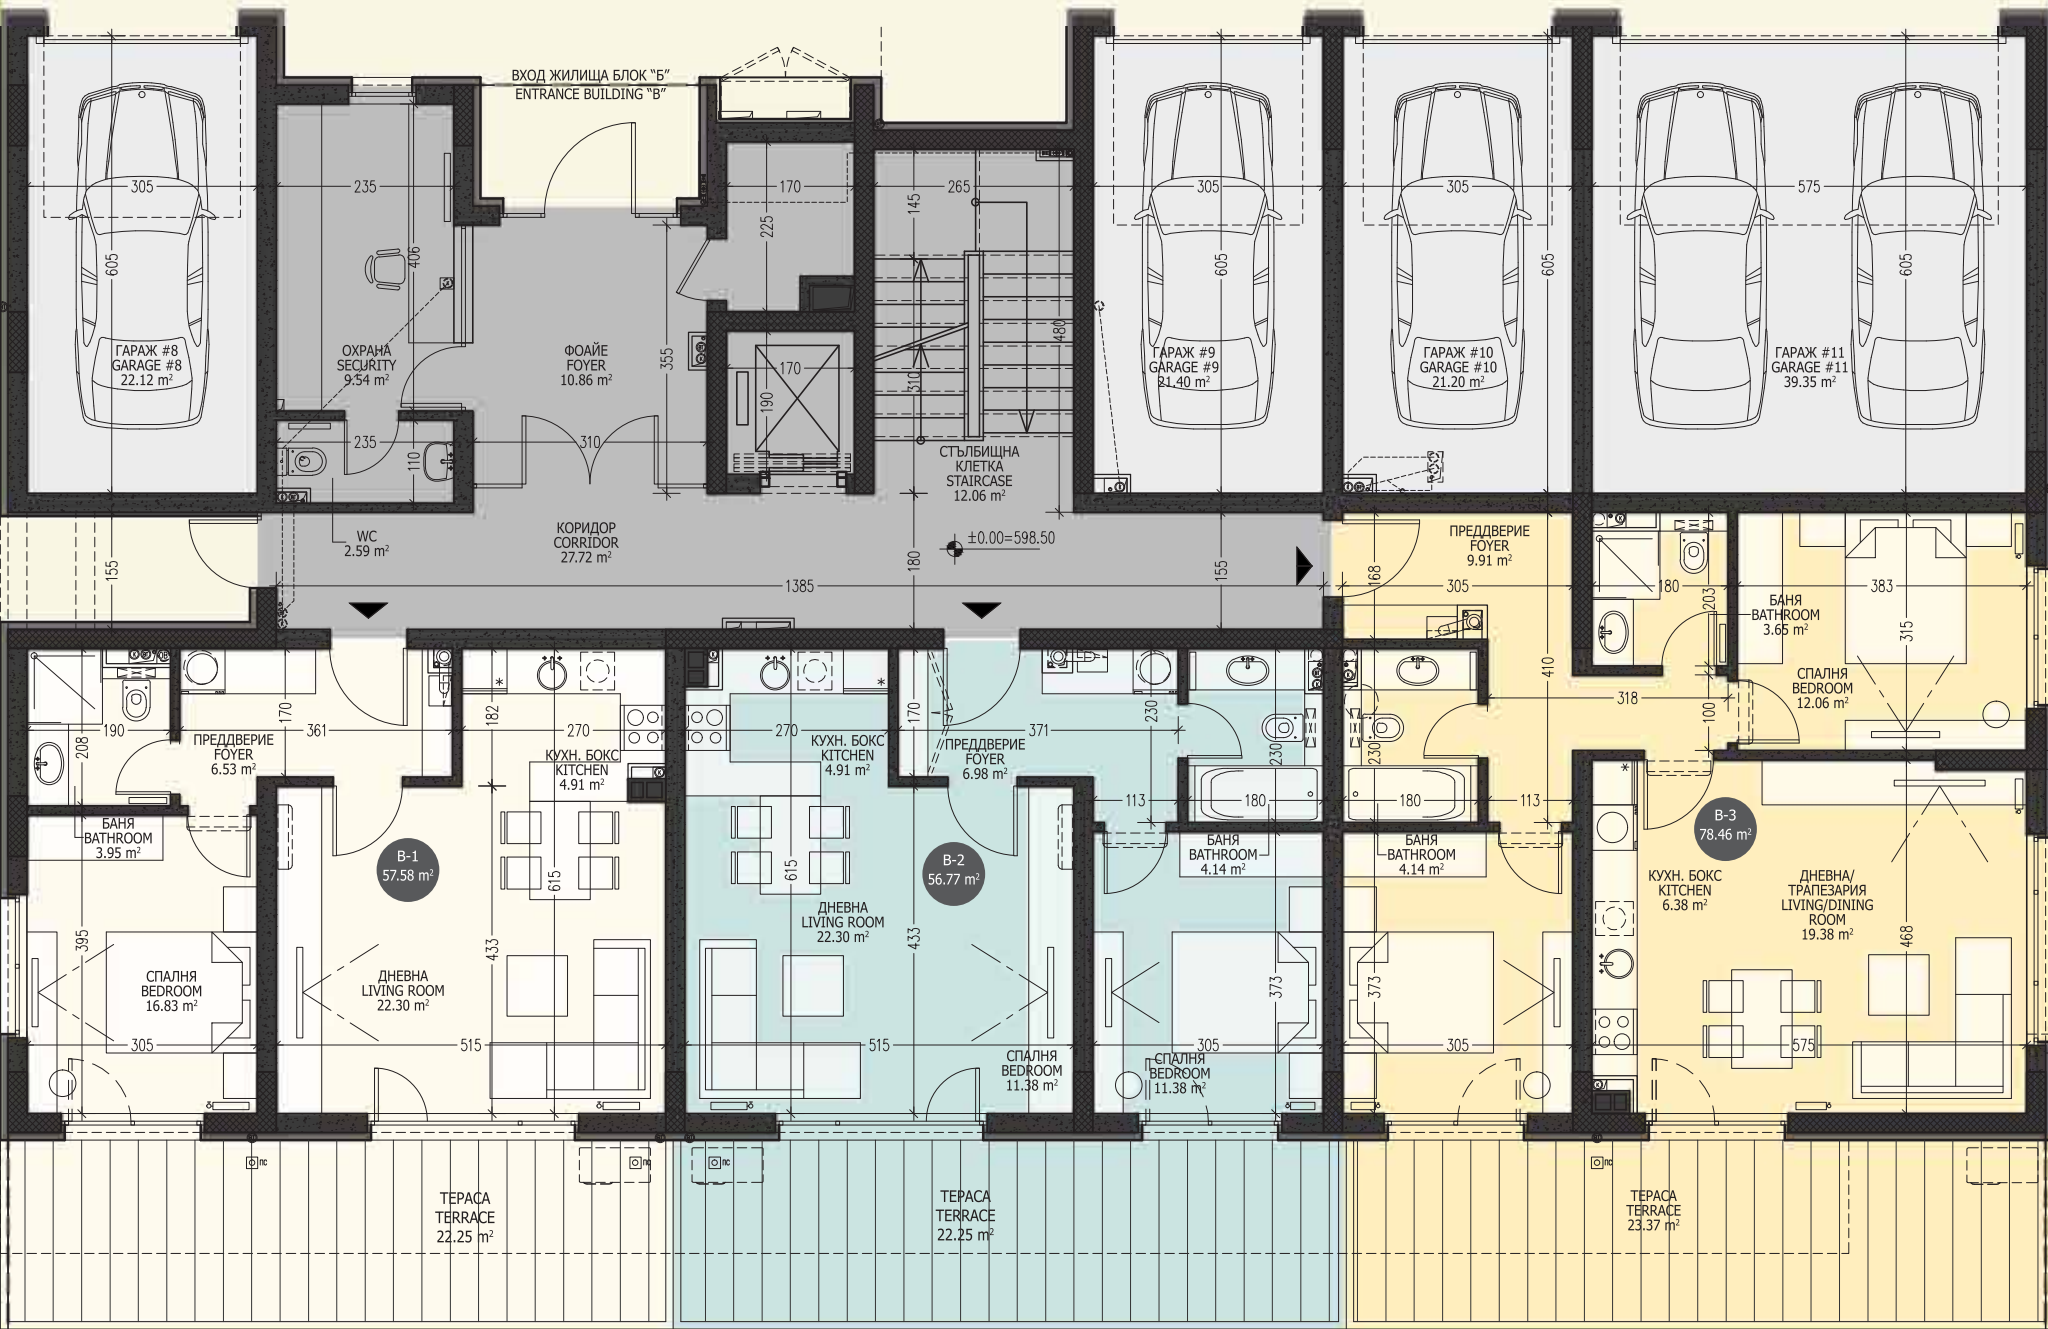 ВХОД ЖИЛИЩА БЛОК "Б"
ENTRANCE BUILDING "B"
305
605
ГАРАЖ #8
GARAGE #8
22.12 m²
235
406
ОХРАНА
SECURITY
9.54 m²
ФОАЙЕ
FOYER
10.86 m²
355
310
170
225
170
190
265
145
310
480
СТЪЛБИЩНА
КЛЕТКА
STAIRCASE
12.06 m²
305
605
ГАРАЖ #9
GARAGE #9
21.40 m²
305
605
ГАРАЖ #10
GARAGE #10
21.20 m²
575
605
ГАРАЖ #11
GARAGE #11
39.35 m²
235
110
WC
2.59 m²
КОРИДОР
CORRIDOR
27.72 m²
±0.00=598.50
155
1385
180
155
ПРЕДДВЕРИЕ
FOYER
9.91 m²
168
305
410
180
203
БАНЯ
BATHROOM
3.65 m²
383
315
СПАЛНЯ
BEDROOM
12.06 m²
318
100
190
208
170
361
ПРЕДДВЕРИЕ
FOYER
6.53 m²
182
270
КУХН. БОКС
KITCHEN
4.91 m²
270
КУХН. БОКС
KITCHEN
4.91 m²
170
371
ПРЕДДВЕРИЕ
FOYER
6.98 m²
230
113
230
180
230
180
113
БАНЯ
BATHROOM
3.95 m²
B-1
57.58 m²
615
615
B-2
56.77 m²
БАНЯ
BATHROOM
4.14 m²
БАНЯ
BATHROOM
4.14 m²
B-3
78.46 m²
КУХН. БОКС
KITCHEN
6.38 m²
ДНЕВНА/
ТРАПЕЗАРИЯ
LIVING/DINING
ROOM
19.38 m²
395
СПАЛНЯ
BEDROOM
16.83 m²
305
ДНЕВНА
LIVING ROOM
22.30 m²
433
515
ДНЕВНА
LIVING ROOM
22.30 m²
433
515
СПАЛНЯ
BEDROOM
11.38 m²
373
305
СПАЛНЯ
BEDROOM
11.38 m²
373
305
468
575
ПС
ПС
ПС
ПС
ТЕРАСА
TERRACE
22.25 m²
ТЕРАСА
TERRACE
22.25 m²
ТЕРАСА
TERRACE
23.37 m²